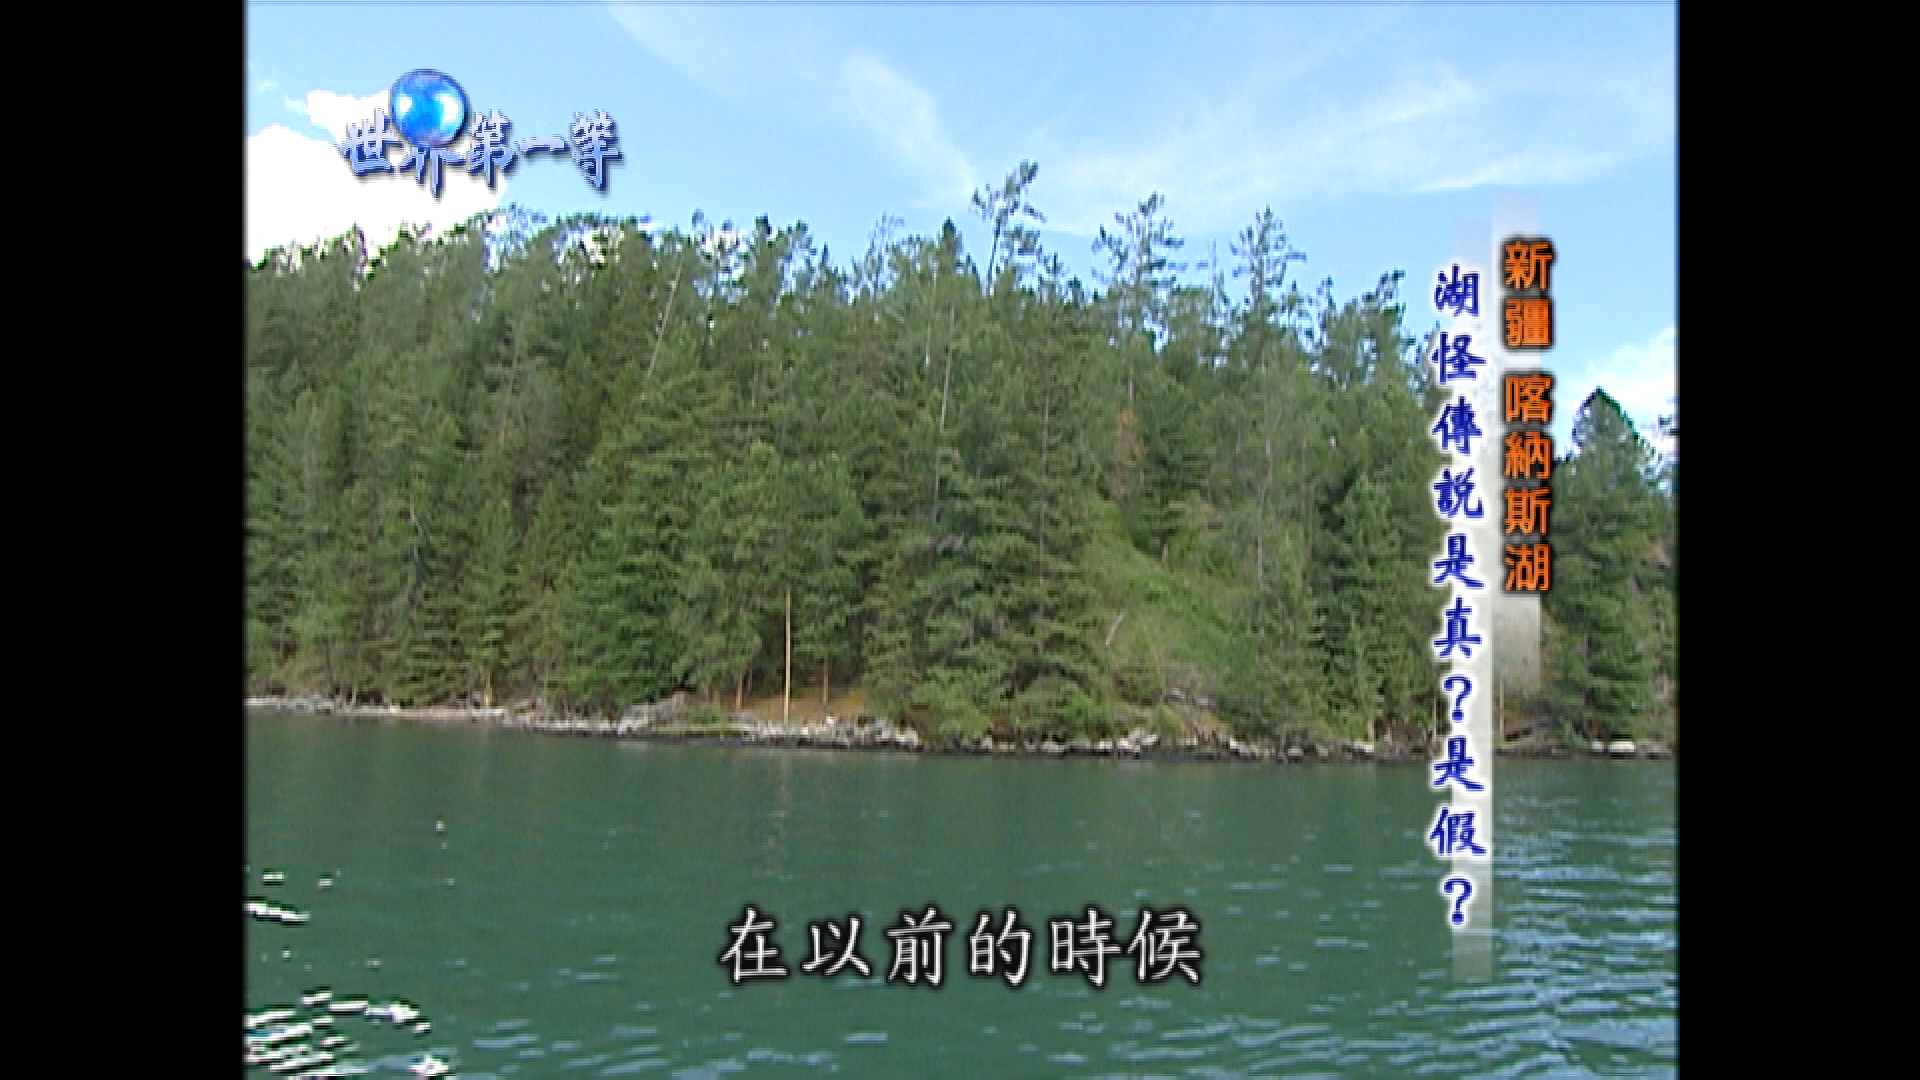 世界第一等
新疆 喀納斯湖
湖怪傳說是真？是假？
在以前的時候